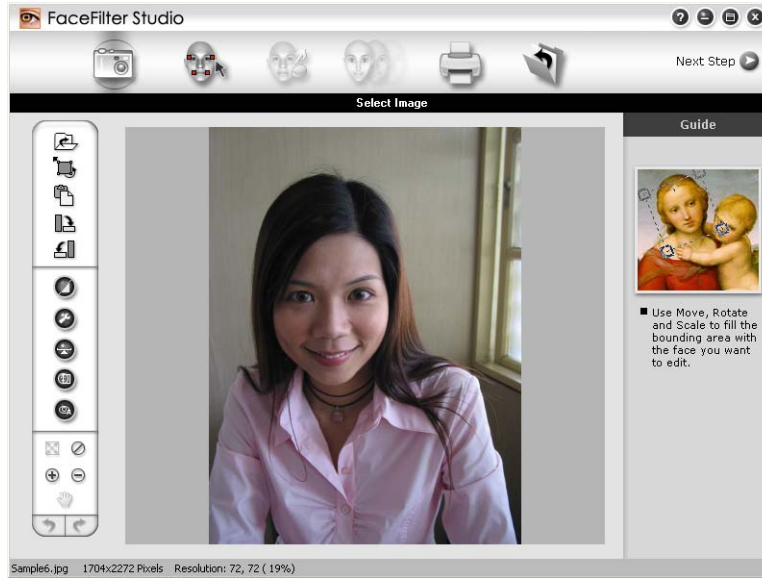 FaceFilter Studio
Next Step
Select Image
Guide
Use Move, Rotate
and Scale to fill the
bounding area with
the face you want
to edit.
Sample6.jpg 1704x2272 Pixels Resolution: 72, 72 ( 19%)